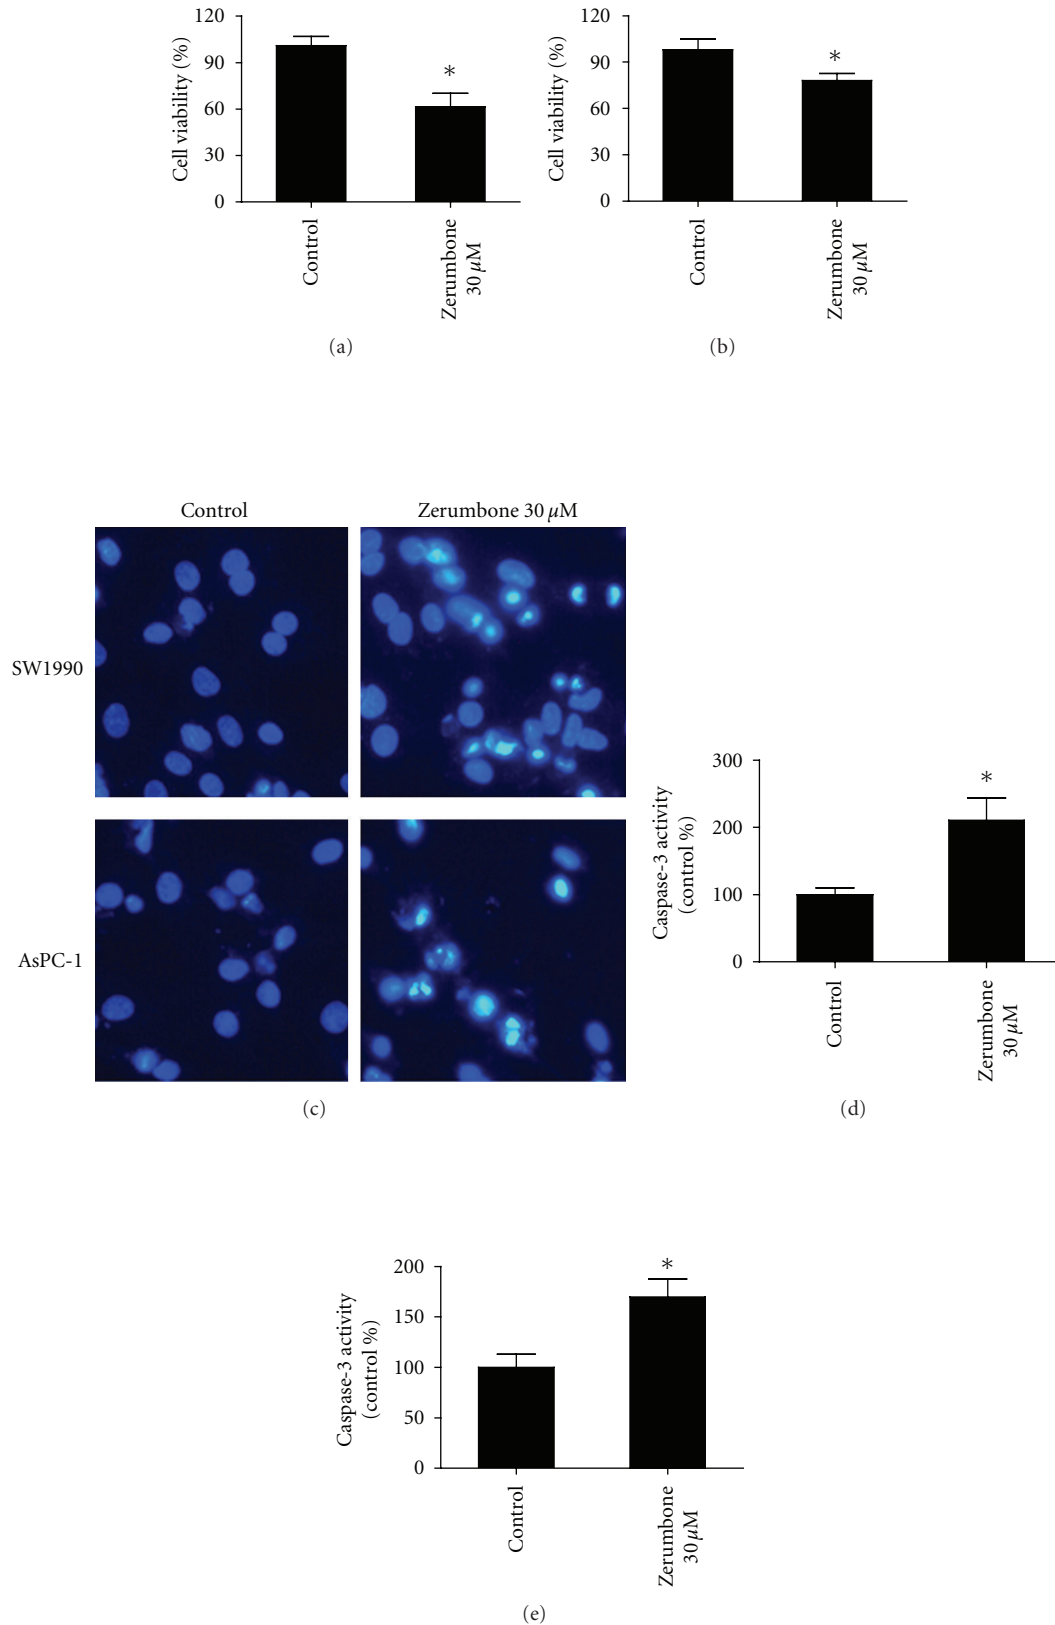 120
90
60
30
0
Cell viability (%)
*
Control
Zerumbone
30 μM
(a)
120
90
60
30
0
Cell viability (%)
*
Control
Zerumbone
30 μM
(b)
Control
Zerumbone 30 μM
SW1990
AsPC-1
(c)
300
200
100
0
Caspase-3 activity
(control %)
*
Control
Zerumbone
30 μM
(d)
200
150
100
50
0
Caspase-3 activity
(control %)
*
Control
Zerumbone
30 μM
(e)